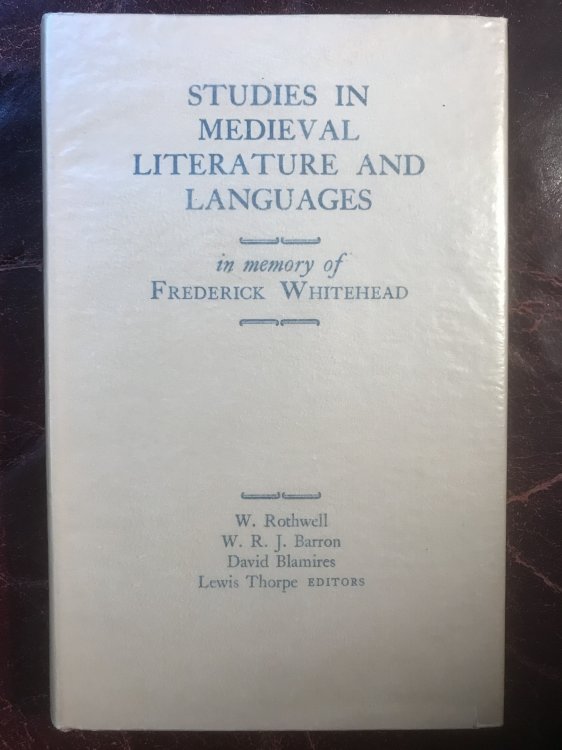 STUDIES IN
MEDIEVAL
LITERATURE AND
LANGUAGES
in memory of
FREDERICK WHITEHEAD
W. Rothwell
W. R. J. Barron
David Blamires
Lewis Thorpe EDITORS